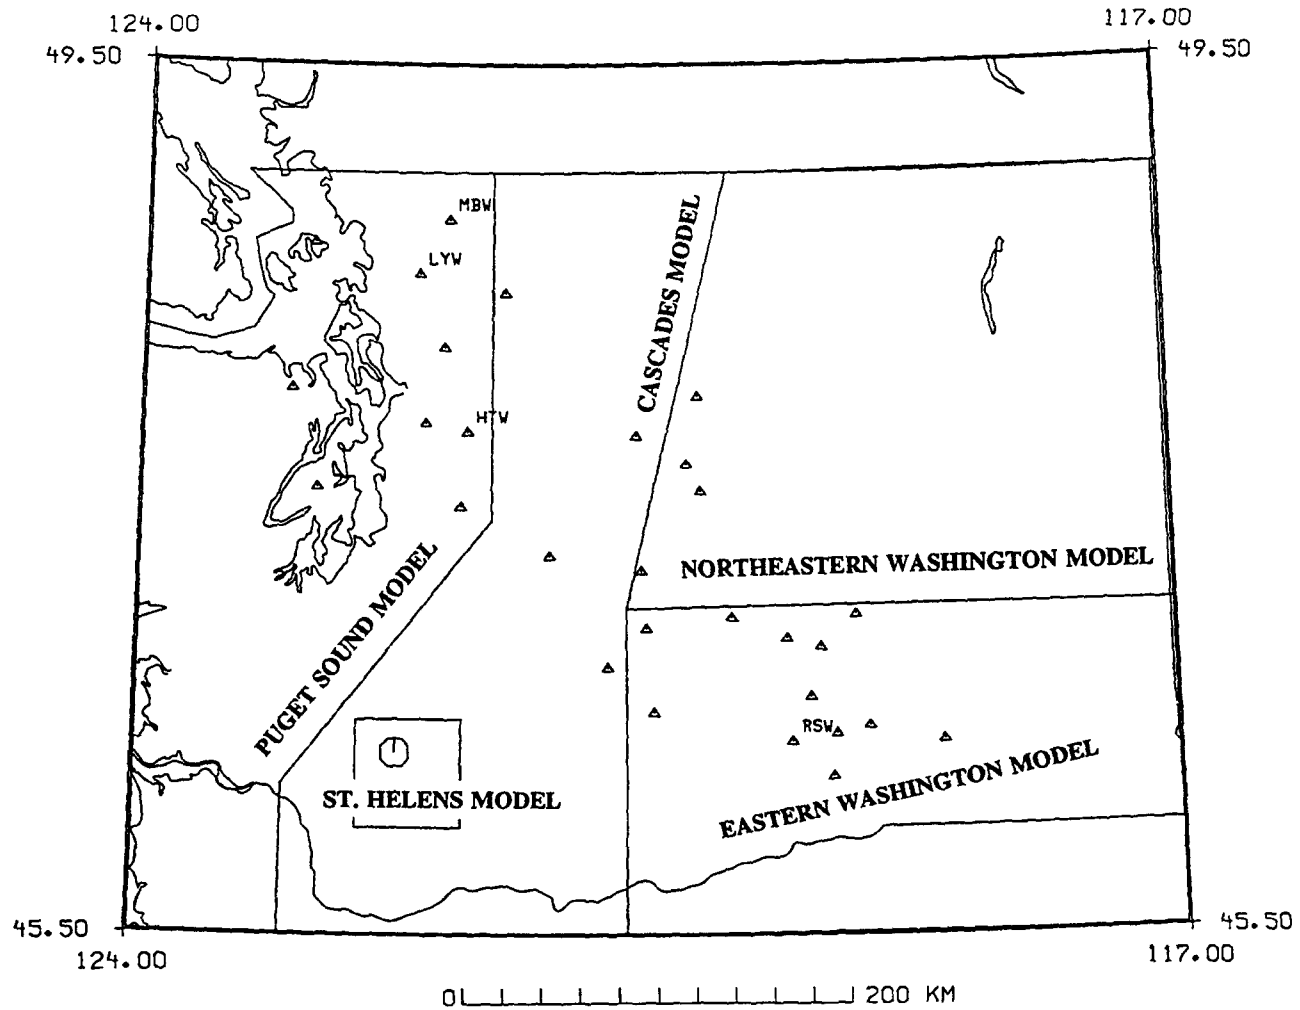 124.00
117.00
49.50
49.50
MBW
LYW
CASCADES MODEL
HTW
NORTHEASTERN WASHINGTON MODEL
PUGET SOUND MODEL
RSW
ST. HELENS MODEL
EASTERN WASHINGTON MODEL
45.50
45.50
124.00
117.00
0
200 KM